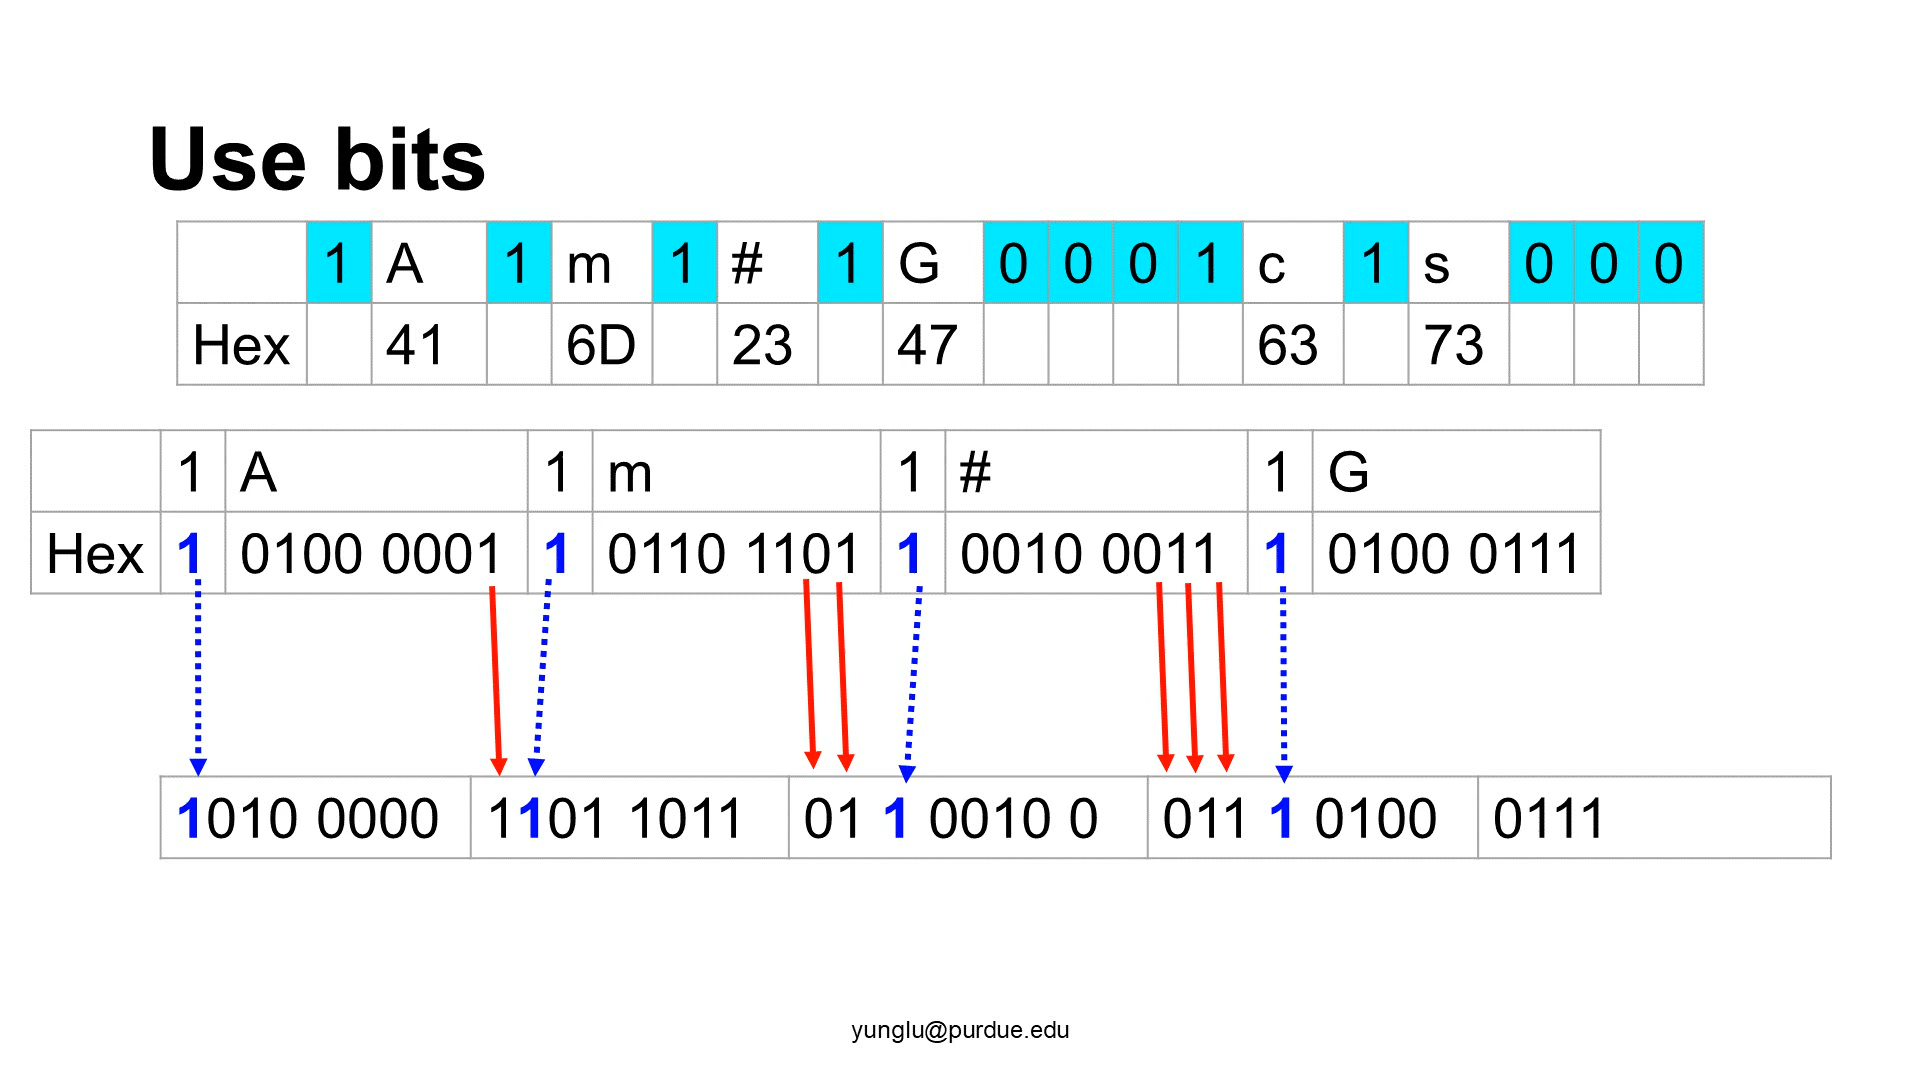 Use bits
1 A 1 m 1 # 1 G 0 0 0 1 c 1 s 0 0 0
Hex 41 6D 23 47 63 73
1 A 1 m 1 # 1 G
Hex 1 0100 0001 1 0110 1101 1 0010 0011 1 0100 0111
1010 0000 1101 1011 01 1 0010 0 011 1 0100 0111
yunglu@purdue.edu